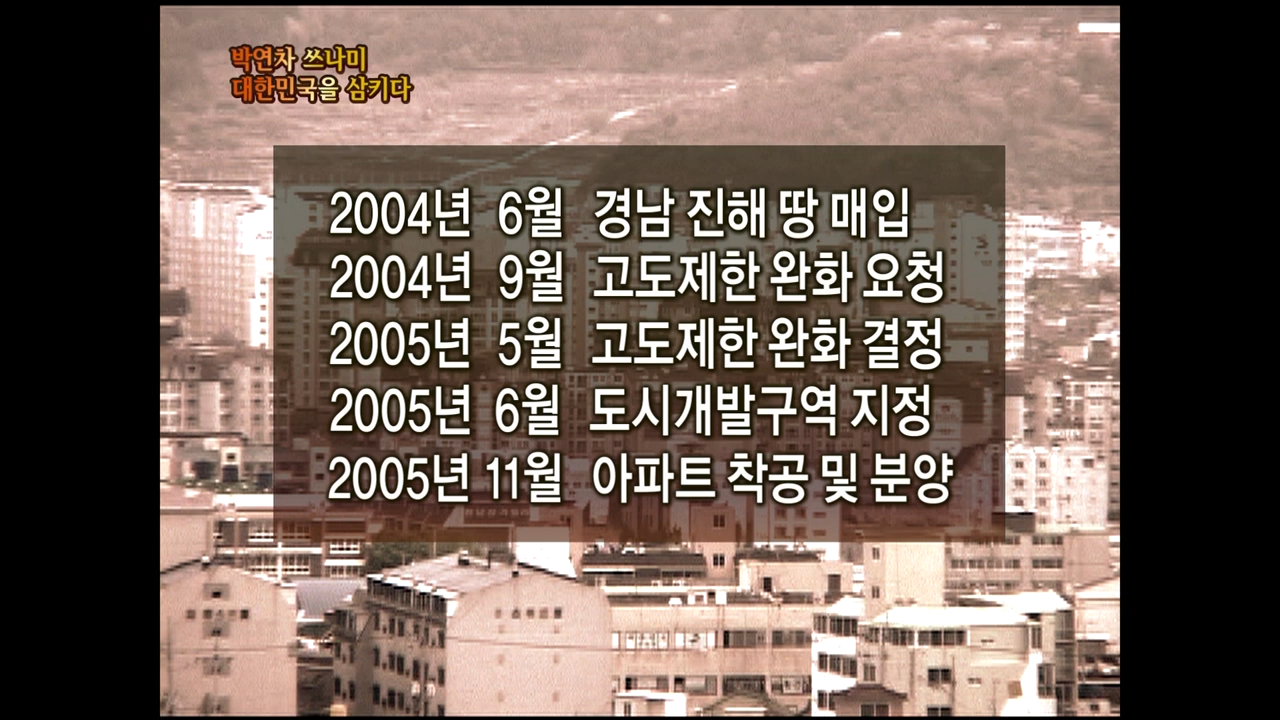 박연차 쓰나미
대한민국을 삼키다
2004년 6월 경남 진해 땅 매입
2004년 9월 고도제한 완화 요청
2005년 5월 고도제한 완화 결정
2005년 6월 도시개발구역 지정
2005년 11월 아파트 착공 및 분양